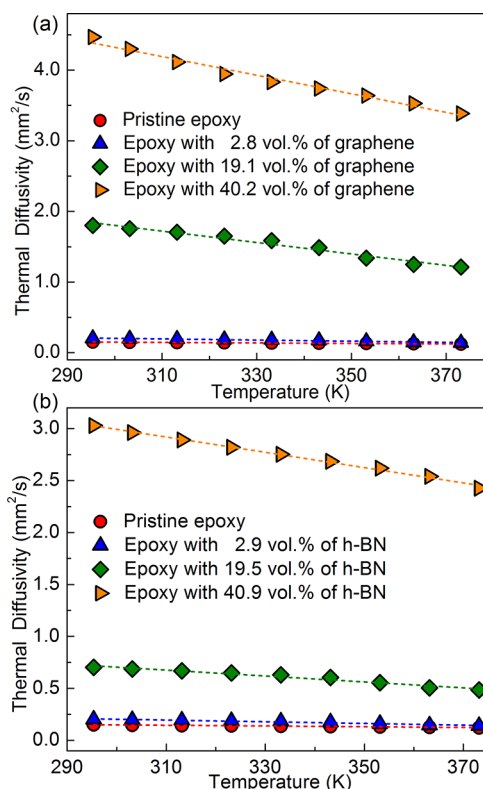 (a)
Thermal Diffusivity (mm²/s)
4.0
3.0
2.0
1.0
0.0
Pristine epoxy
Epoxy with 2.8 vol.% of graphene
Epoxy with 19.1 vol.% of graphene
Epoxy with 40.2 vol.% of graphene
290 310 330 350 370
Temperature (K)
(b)
Thermal Diffusivity (mm²/s)
3.0
2.5
2.0
1.5
1.0
0.5
0.0
Pristine epoxy
Epoxy with 2.9 vol.% of h-BN
Epoxy with 19.5 vol.% of h-BN
Epoxy with 40.9 vol.% of h-BN
290 310 330 350 370
Temperature (K)